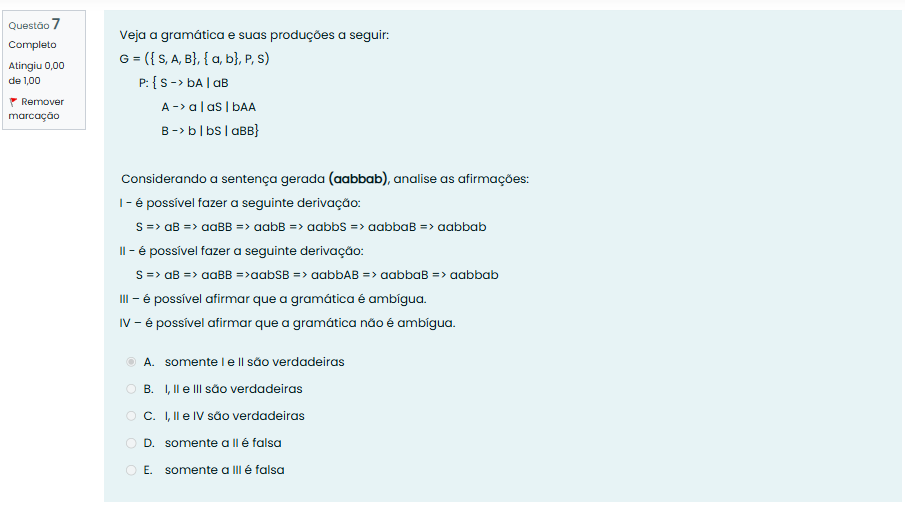 Questão 7
Completo
Atingiu 0,00
de 1,00
Remover
marcação
Veja a gramática e suas produções a seguir:
G = ({ S, A, B}, { a, b}, P, S)
P: { S -> bA | aB
A -> a | aS | bAA
B -> b | bS | aBB}
Considerando a sentença gerada (aabbab), analise as afirmações:
I - é possível fazer a seguinte derivação:
S => aB => aaBB => aabB => aabbS => aabbaB => aabbab
II - é possível fazer a seguinte derivação:
S => aB => aaBB =>aabSB => aabbAB => aabbaB => aabbab
III – é possível afirmar que a gramática é ambígua.
IV – é possível afirmar que a gramática não é ambígua.
A. somente I e II são verdadeiras
B. I, II e III são verdadeiras
C. I, II e IV são verdadeiras
D. somente a II é falsa
E. somente a III é falsa